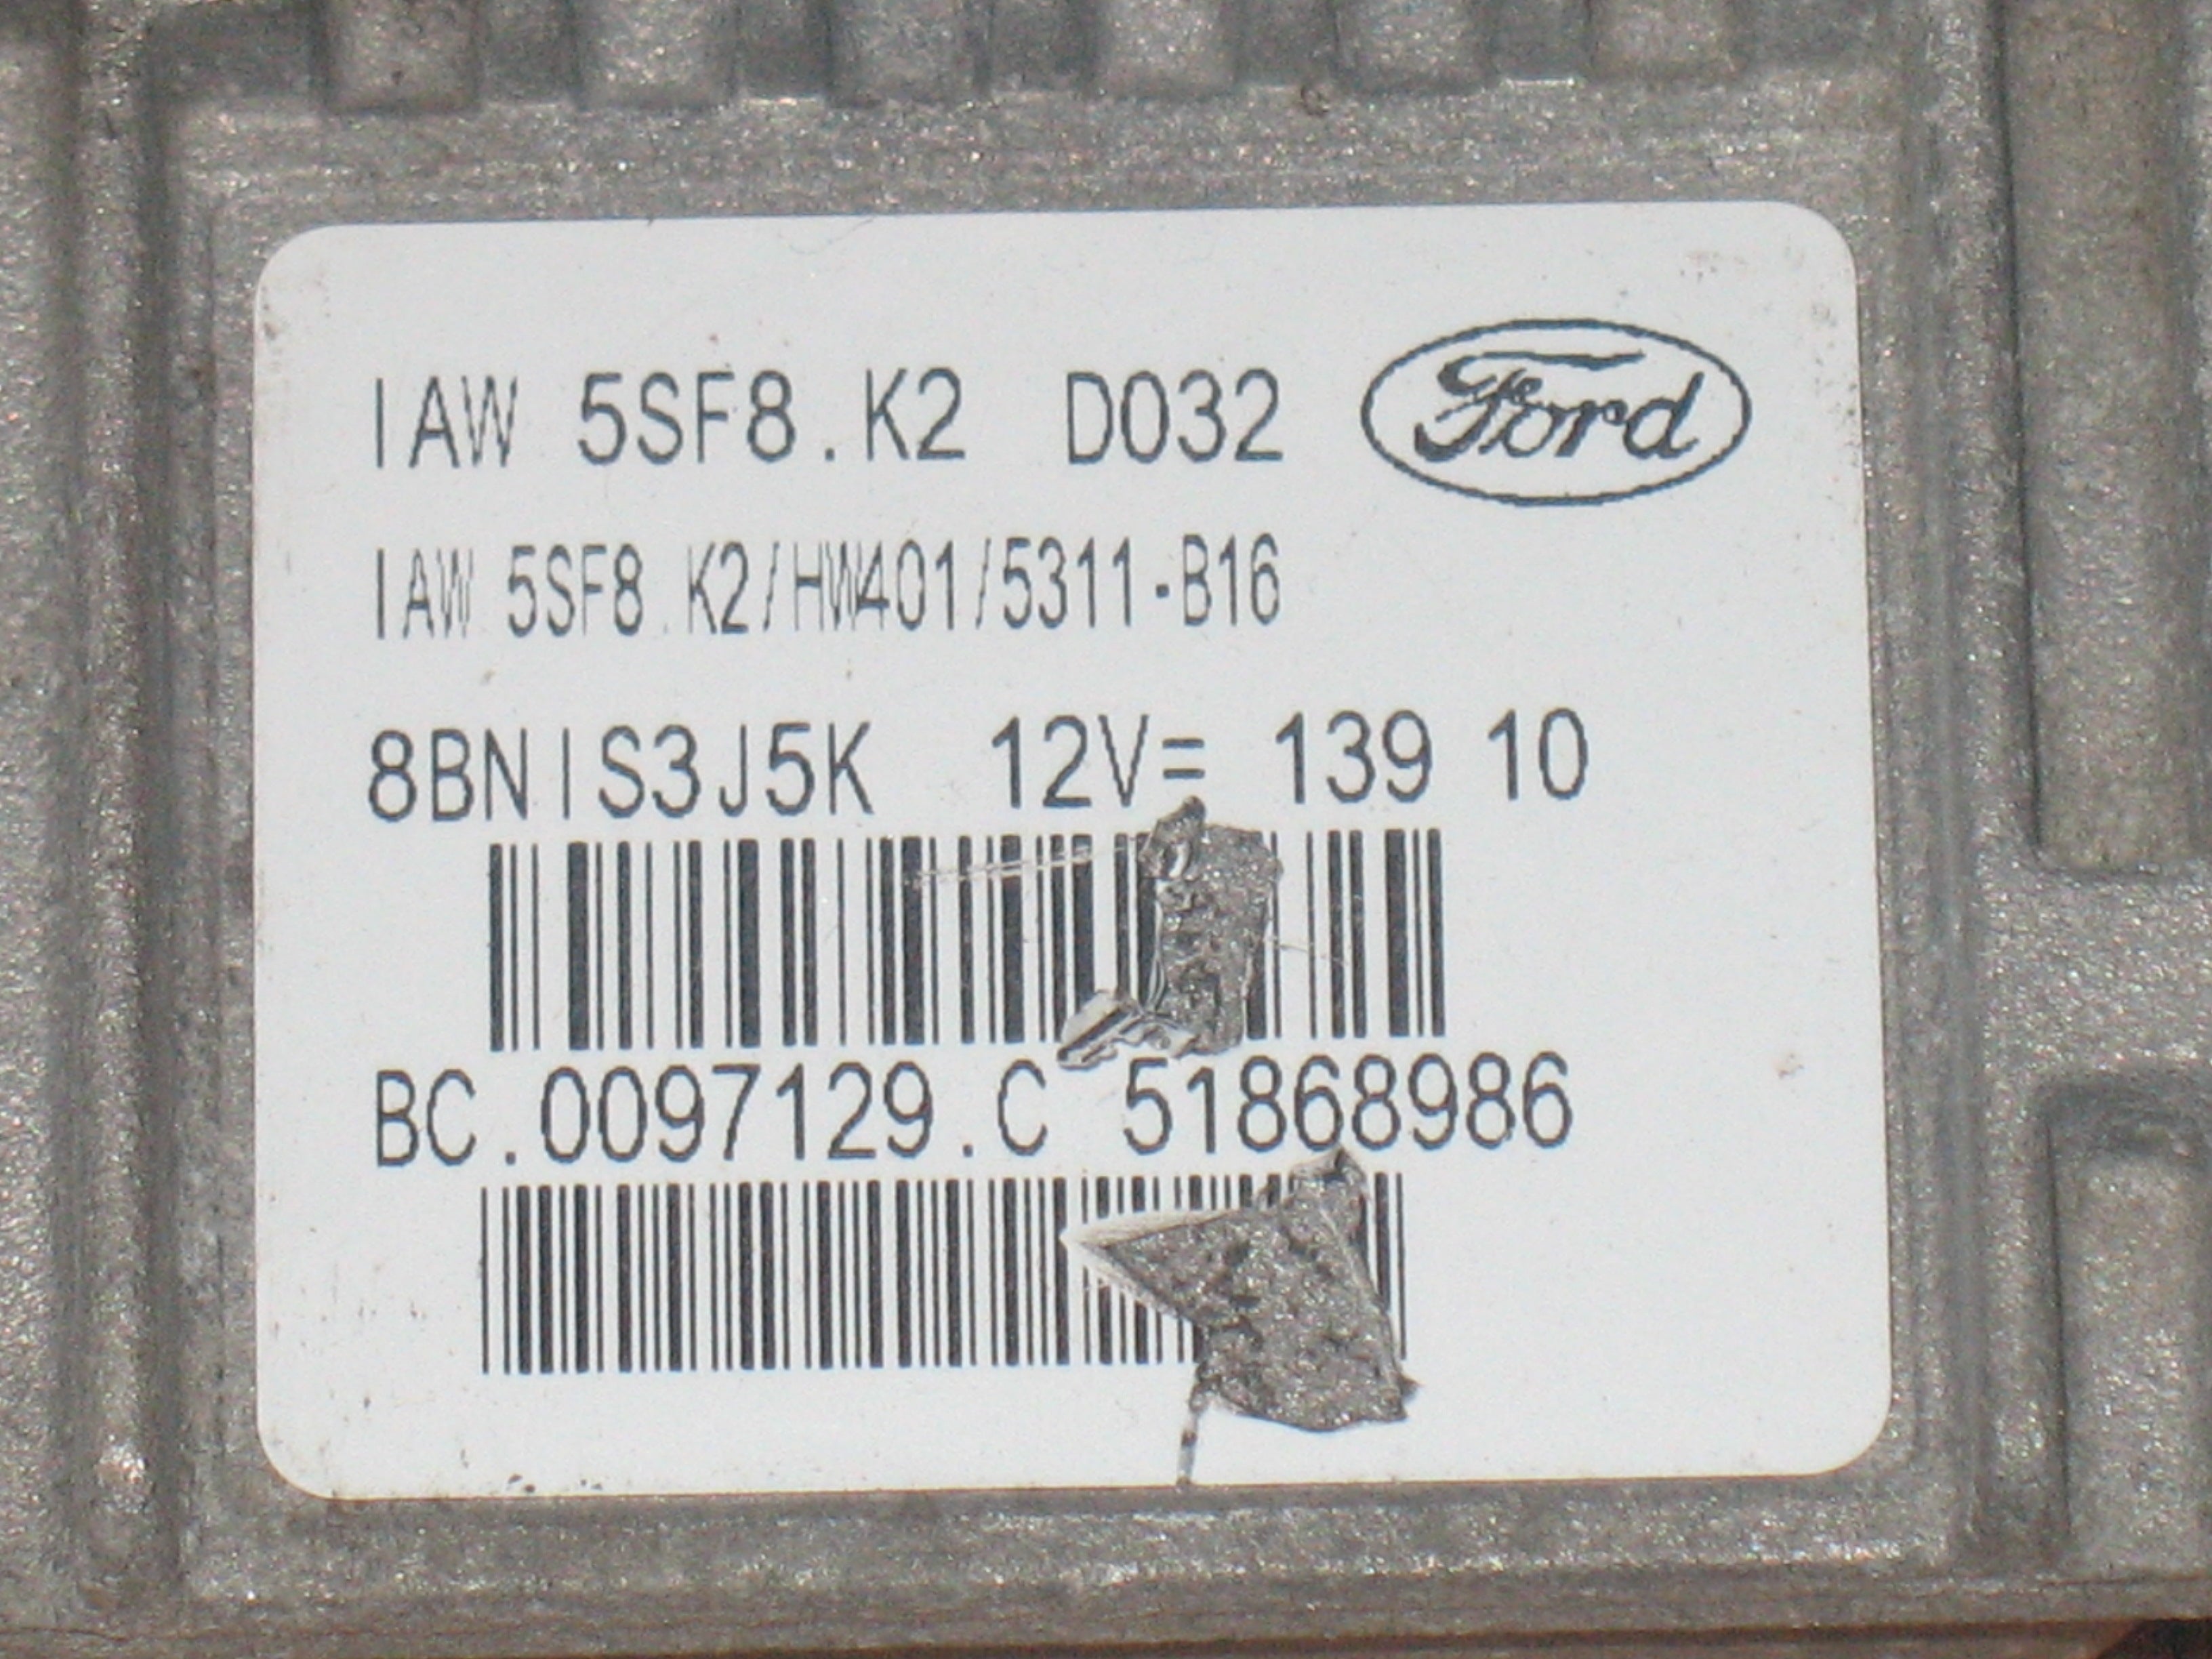 IAW 5SF8.K2 D032 Ford
IAW 5SF8.K2/HW401/5311-B16
8BNIS3J5K 12V= 139 10
BC.0097129.C 51868986